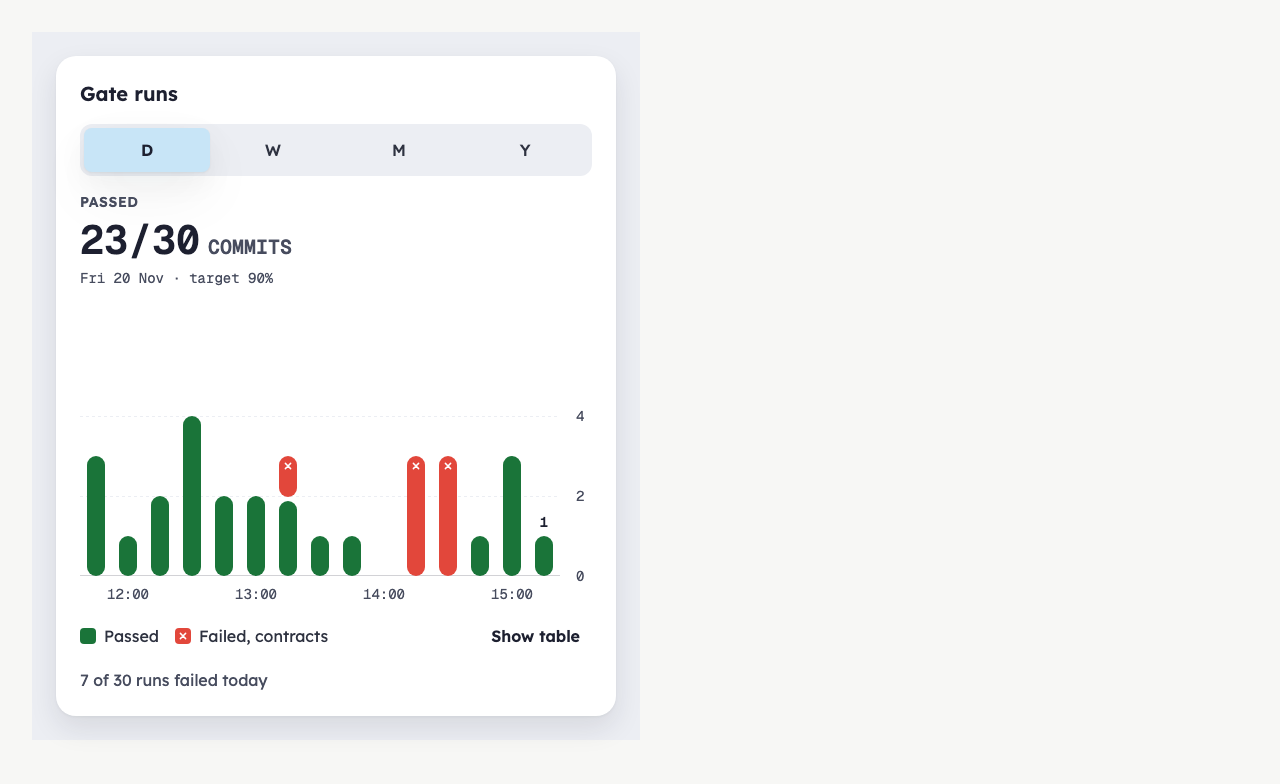 Gate runs
D W M Y
PASSED
23/30 COMMITS
Fri 20 Nov · target 90%
4
2
1
0
12:00 13:00 14:00 15:00
Passed Failed, contracts Show table
7 of 30 runs failed today